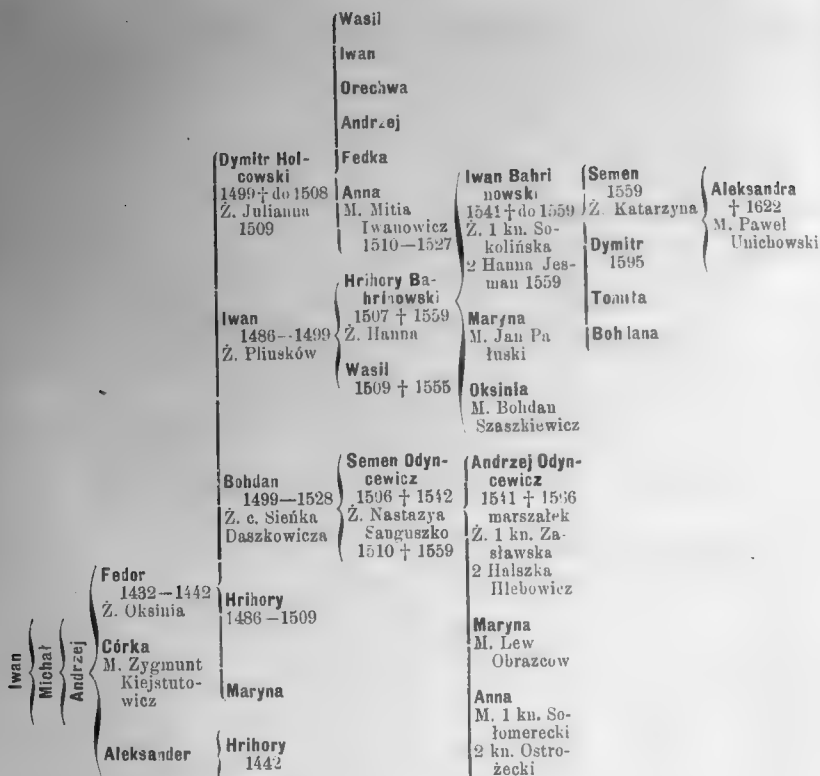 Iwan
Michał
Andrzej
Fedor
1432—1442
Ż. Oksinia
Córka
M. Zygmunt
Kiejstuto-
wicz
Aleksander
Dymitr Hol-
cowski
1499 † do 1508
Ż. Julianna
1509
Iwan
1486—1499
Ż. Pliusków
Bohdan
1499—1528
Ż. c. Sieńka
Daszkowicza
Hrihory
1486—1509
Maryna
Hrihory
1442
Wasil
Iwan
Orechwa
Andrzej
Fedka
Anna
M. Mitia
Iwanowicz
1510—1527
Hrihory Ba-
hrinowski
1507 † 1559
Ż. Hanna
Wasil
1509 † 1555
Semen Odyn-
cewicz
1506 † 1542
Ż. Nastazya
Sanguszko
1510 † 1559
Iwan Bahri
nowski
1541 † do 1559
Ż. 1 kn. So-
kolińska
2 Hanna Jes-
man 1559
Maryna
M. Jan Pa
łuski
Oksinia
M. Bohdan
Szaszkiewicz
Andrzej Odyn-
cewicz
1541 † 1566
marszałek
Ż. 1 kn. Za-
sławska
2 Halszka
Hlebowicz
Maryna
M. Lew
Obrazcow
Anna
M. 1 kn. So-
łomerecki
2 kn. Ostro-
żecki
Semen
1559
Ż. Katarzyna
Dymitr
1595
Tomiła
Bohdana
Aleksandra
† 1622
M. Paweł
Unichowski